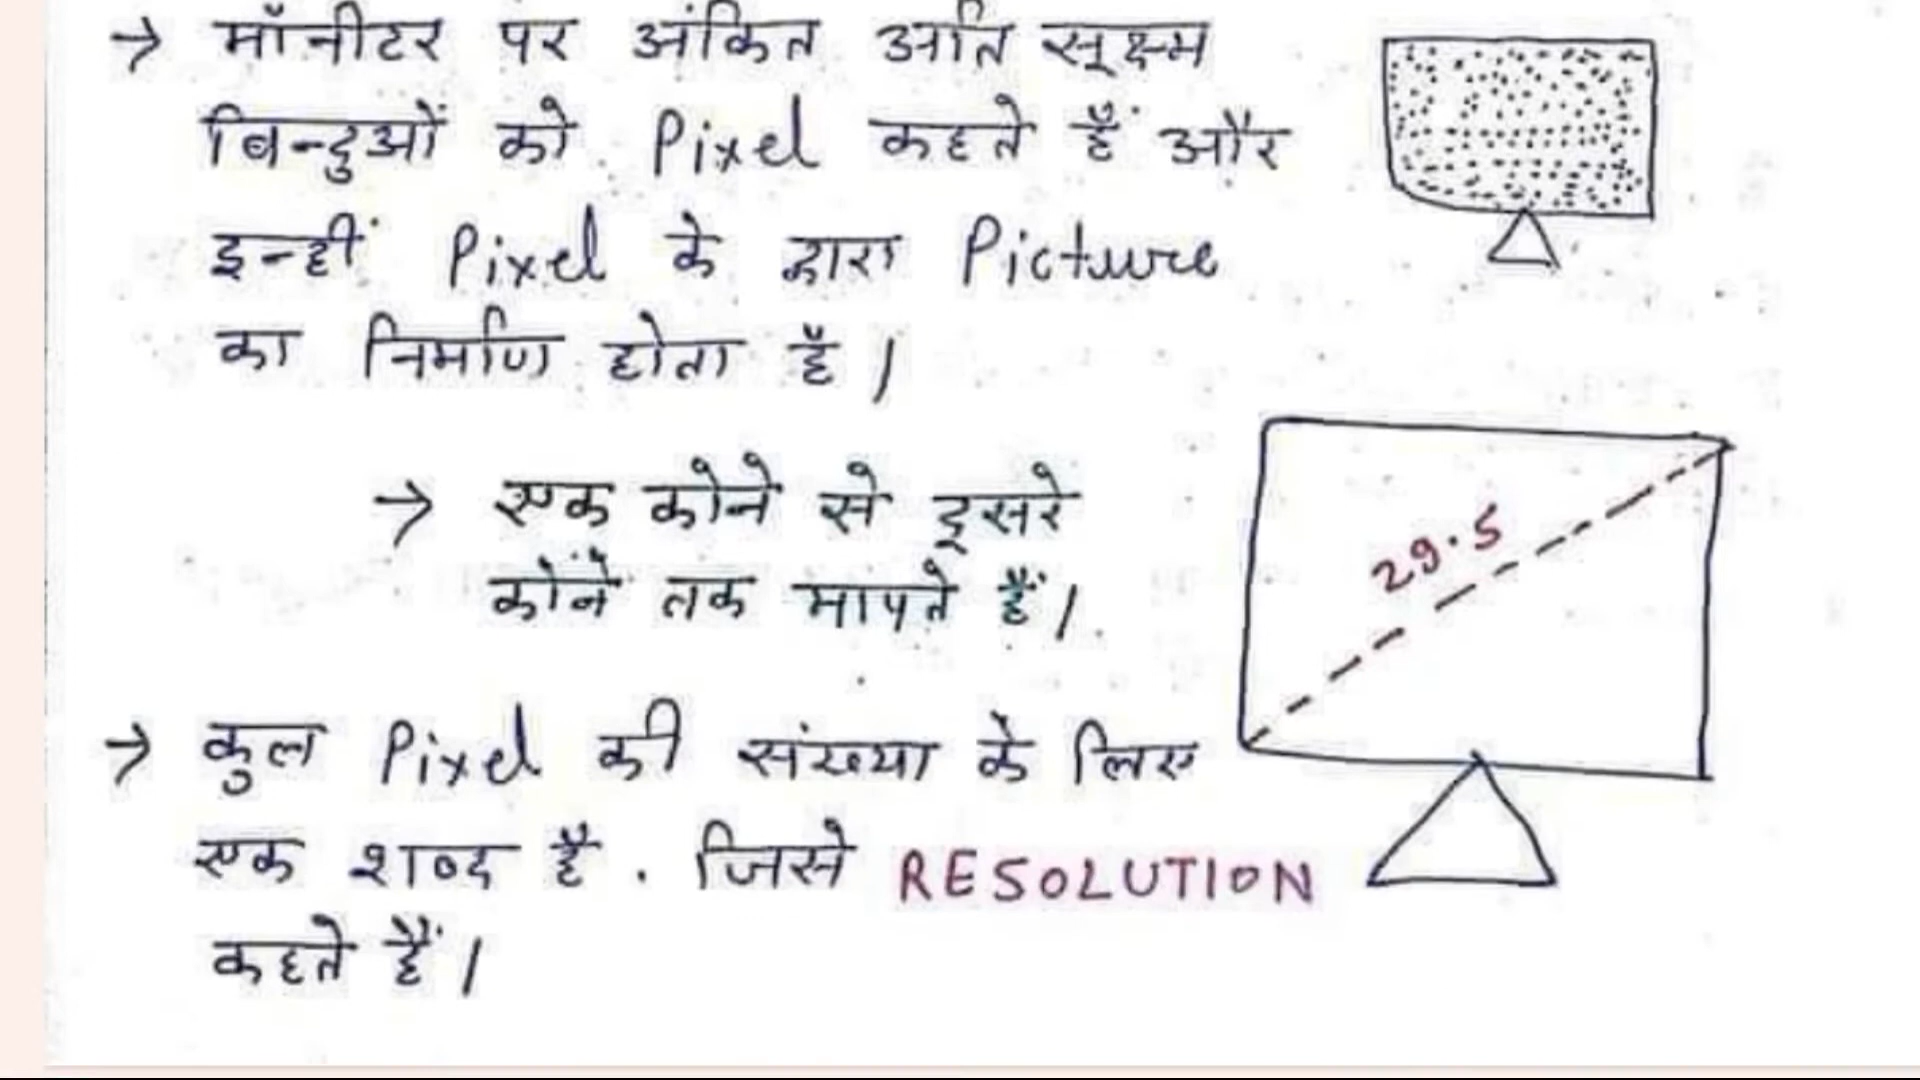 → मॉनीटर पर अंकित अति सूक्ष्म
बिन्दुओं को Pixel कहते हैं और
इन्हीं Pixel के द्वारा Picture
का निर्माण होता है।
→ एक कोने से दूसरे
कोंने तक मापते हैं।
29.5
→ कुल Pixel की संख्या के लिए
एक शब्द है. जिसे RESOLUTION
कहते हैं।